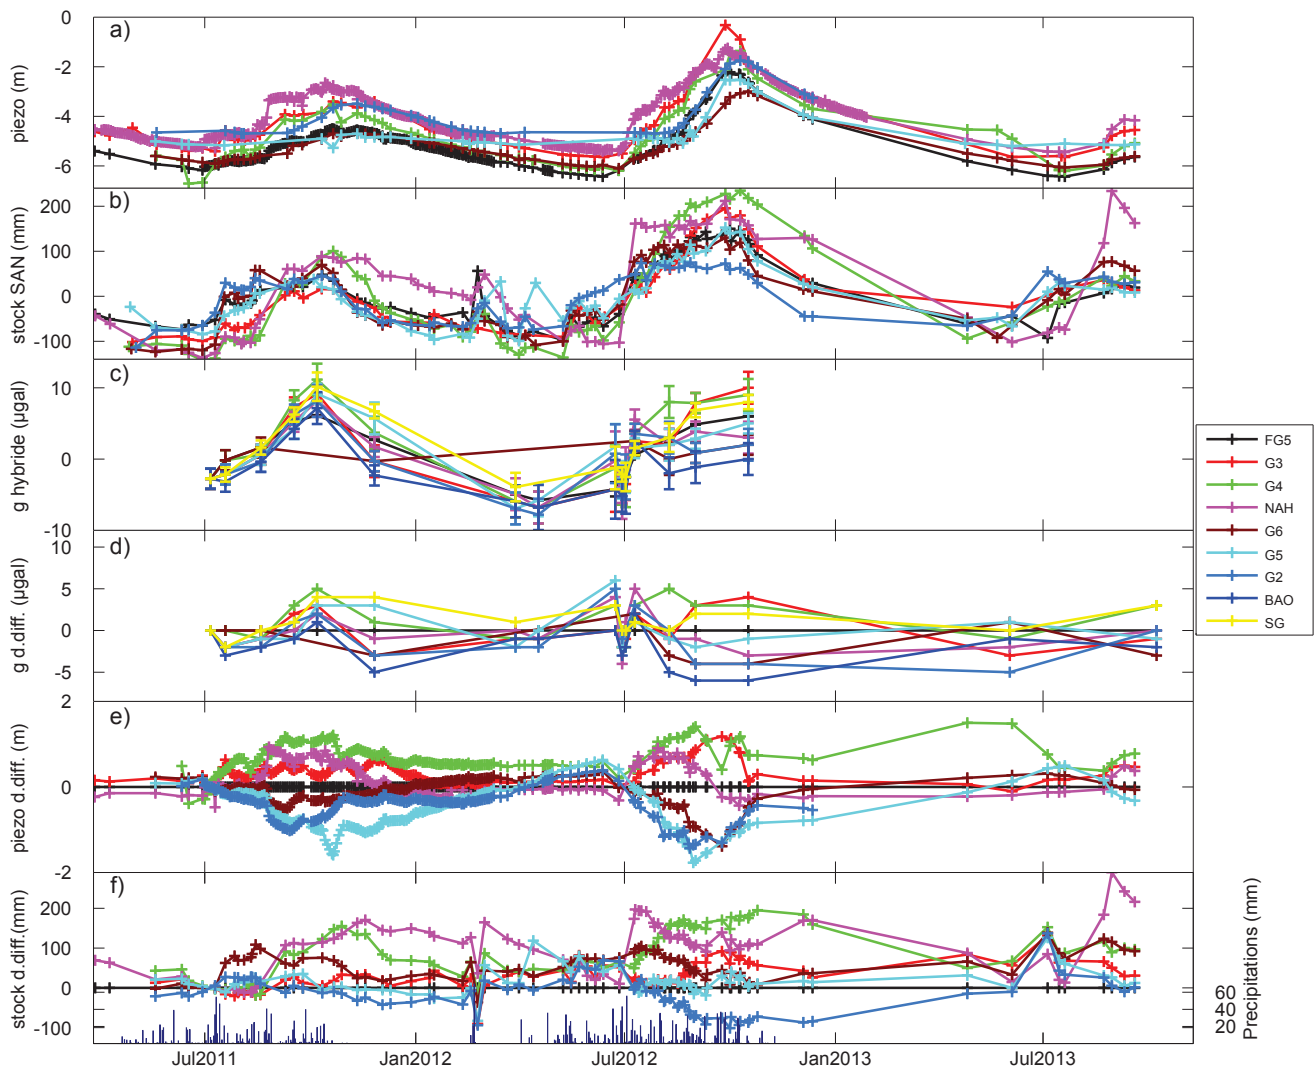 a)
0
-2
-4
-6
piezo (m)
b)
200
100
0
-100
stock SAN (mm)
c)
10
0
-10
g hybride (µgal)
d)
10
5
0
-5
g d.diff. (µgal)
e)
2
0
-2
piezo d.diff. (m)
f)
200
100
0
-100
stock d.diff.(mm)
60
40
20
Precipitations (mm)
Jul2011
Jan2012
Jul2012
Jan2013
Jul2013
FG5
G3
G4
NAH
G6
G5
G2
BAO
SG